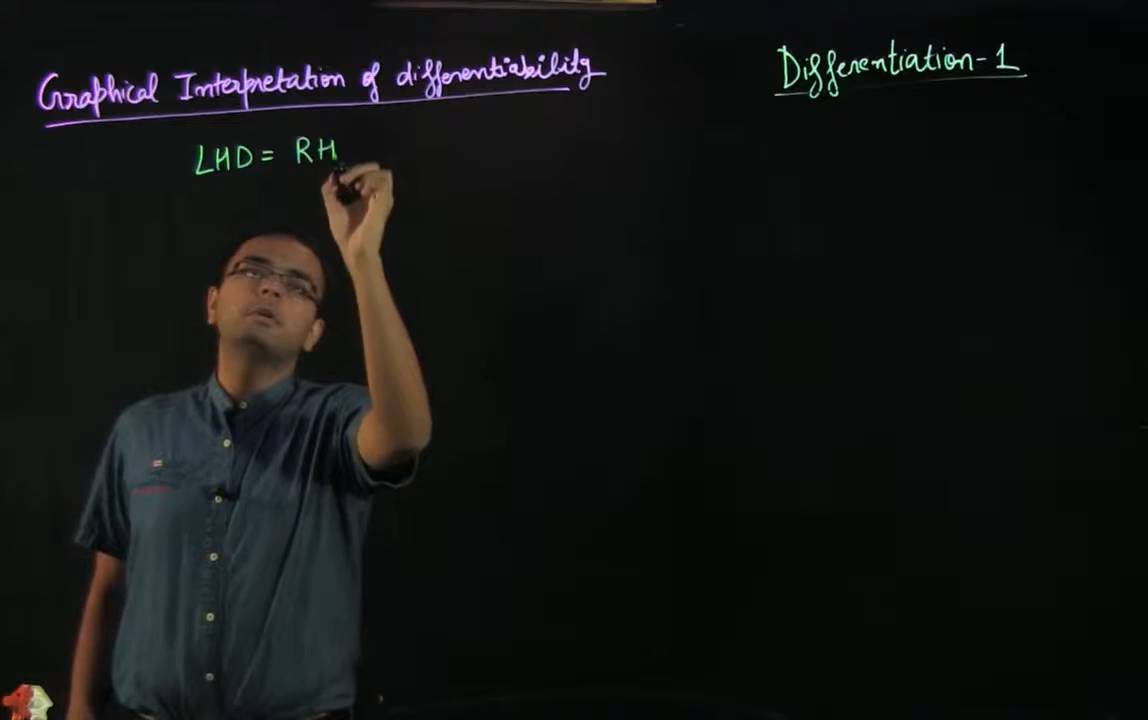 Graphical Interpretation of differentiability
Differentiation-1
LHD = RH